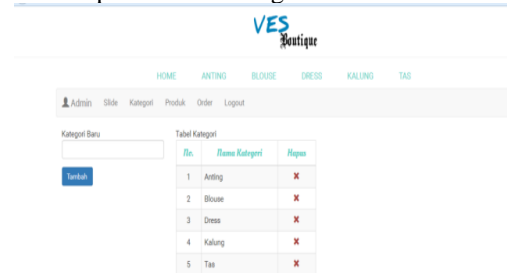 VES
Boutique
HOME ANTING BLOUSE DRESS KALUNG TAS
Admin Slide Kategori Produk Order Logout
Kategori Baru
Tambah
Tabel Kategori
No. Nama Kategori Hapus
1 Anting
2 Blouse
3 Dress
4 Kalung
5 Tas